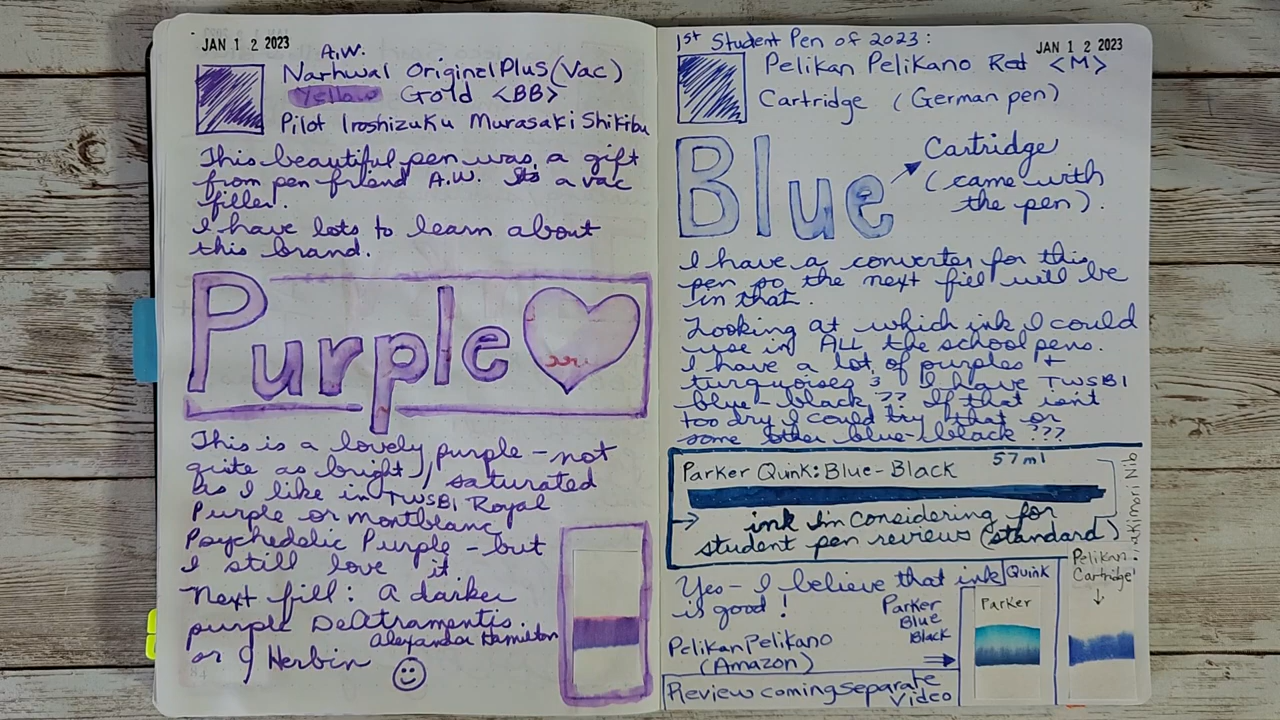 JAN 1 2 2023
A.W.
Narhwal Original Plus (Vac)
Yellow Gold <BB>
Pilot Iroshizuku Murasaki Shikibu
This beautiful pen was a gift
from pen friend A.W. Its a vac
filler.
I have lots to learn about
this brand.
Purple
This is a lovely purple - not
quite as bright / saturated
as I like in TWSBI Royal
Purple or Montblanc
Psychedelic Purple - but
I still love it
Next fill: A darker
purple DeAtramentis.
Alexander Hamilton
or J Herbin
84
1st Student Pen of 2023:
JAN 1 2 2023
Pelikan Pelikano Red <M>
Cartridge (German pen)
Blue
Cartridge
(came with
the pen).
I have a converter for this
pen so the next fill will be
in that.
Looking at which ink I could
use in ALL the school pens.
I have a lot of purples +
turquoises; I have TWSBI
blue-black ?? If that isn't
too dry I could try that or
some other blue-black ???
Parker Quink: Blue-Black 57ml
ink I'm considering for
student pen reviews (standard)
Nib
Yes - I believe that ink
is good!
Quink
Parker
Blue
Black
Parker
Pelikan
Cartridge
Pelikan Pelikano
(Amazon)
Review coming separate
Video